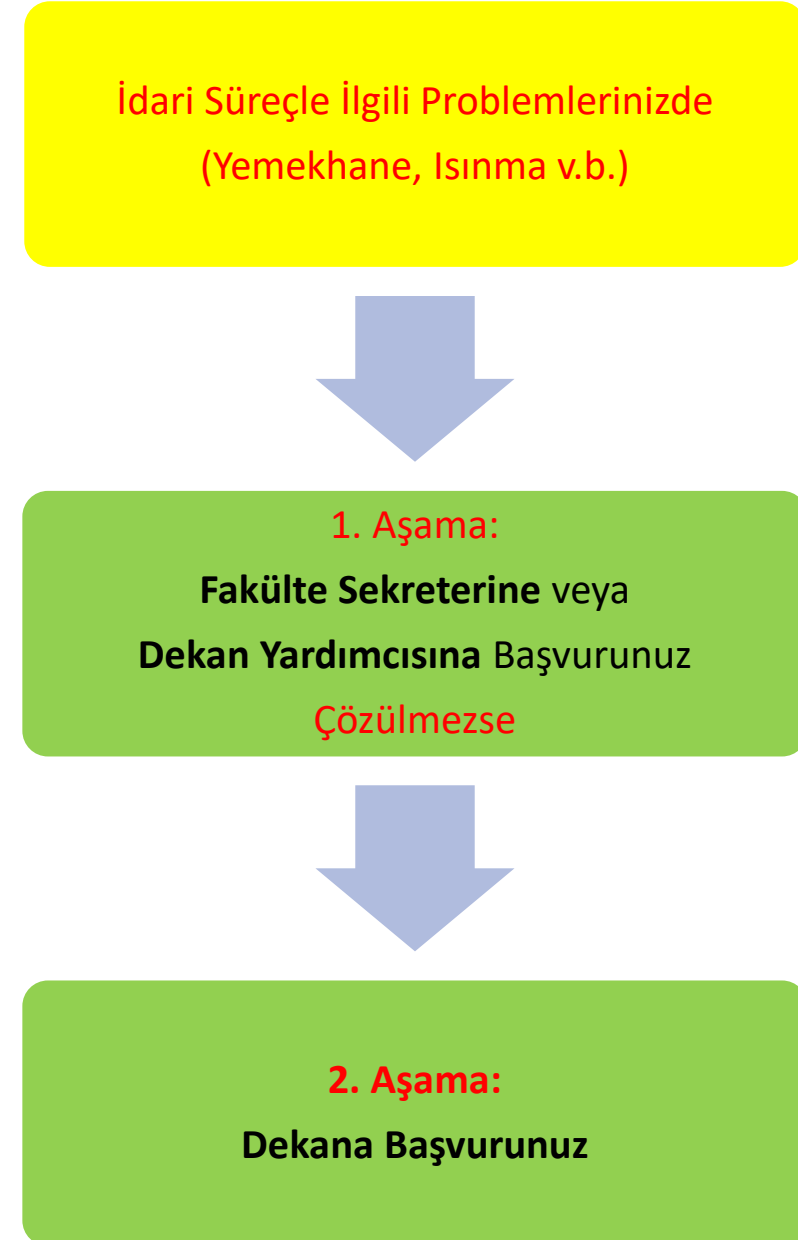 İdari Süreçle İlgili Problemlerinizde
(Yemekhane, Isınma v.b.)
1. Aşama:
Fakülte Sekreterine veya
Dekan Yardımcısına Başvurunuz
Çözülmezse
2. Aşama:
Dekana Başvurunuz